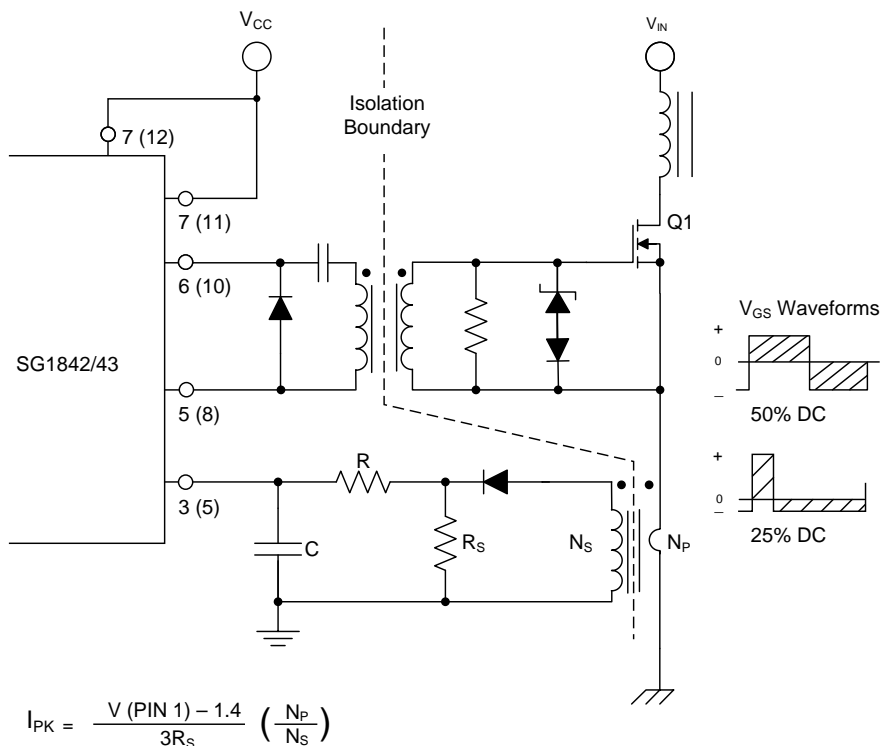 VCC
VIN
Isolation
Boundary
7 (12)
7 (11)
Q1
6 (10)
VGS Waveforms
+
0
–
50% DC
SG1842/43
5 (8)
+
0
–
25% DC
R
3 (5)
C
RS
NS
NP
IPK = V (PIN 1) – 1.4 / 3RS ( NP / NS )